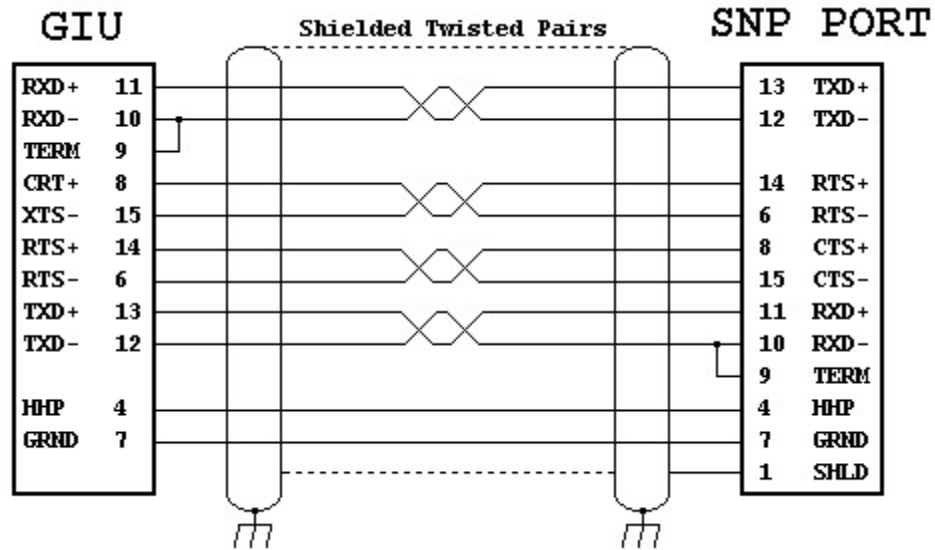 GIU Shielded Twisted Pairs SNP PORT
RXD+ 11 13 TXD+
RXD- 10 12 TXD-
TERM 9
CRT+ 8 14 RTS+
XTS- 15 6 RTS-
RTS+ 14 8 CTS+
RTS- 6 15 CTS-
TXD+ 13 11 RXD+
TXD- 12 10 RXD-
9 TERM
HHP 4 4 HHP
GRND 7 7 GRND
1 SHLD